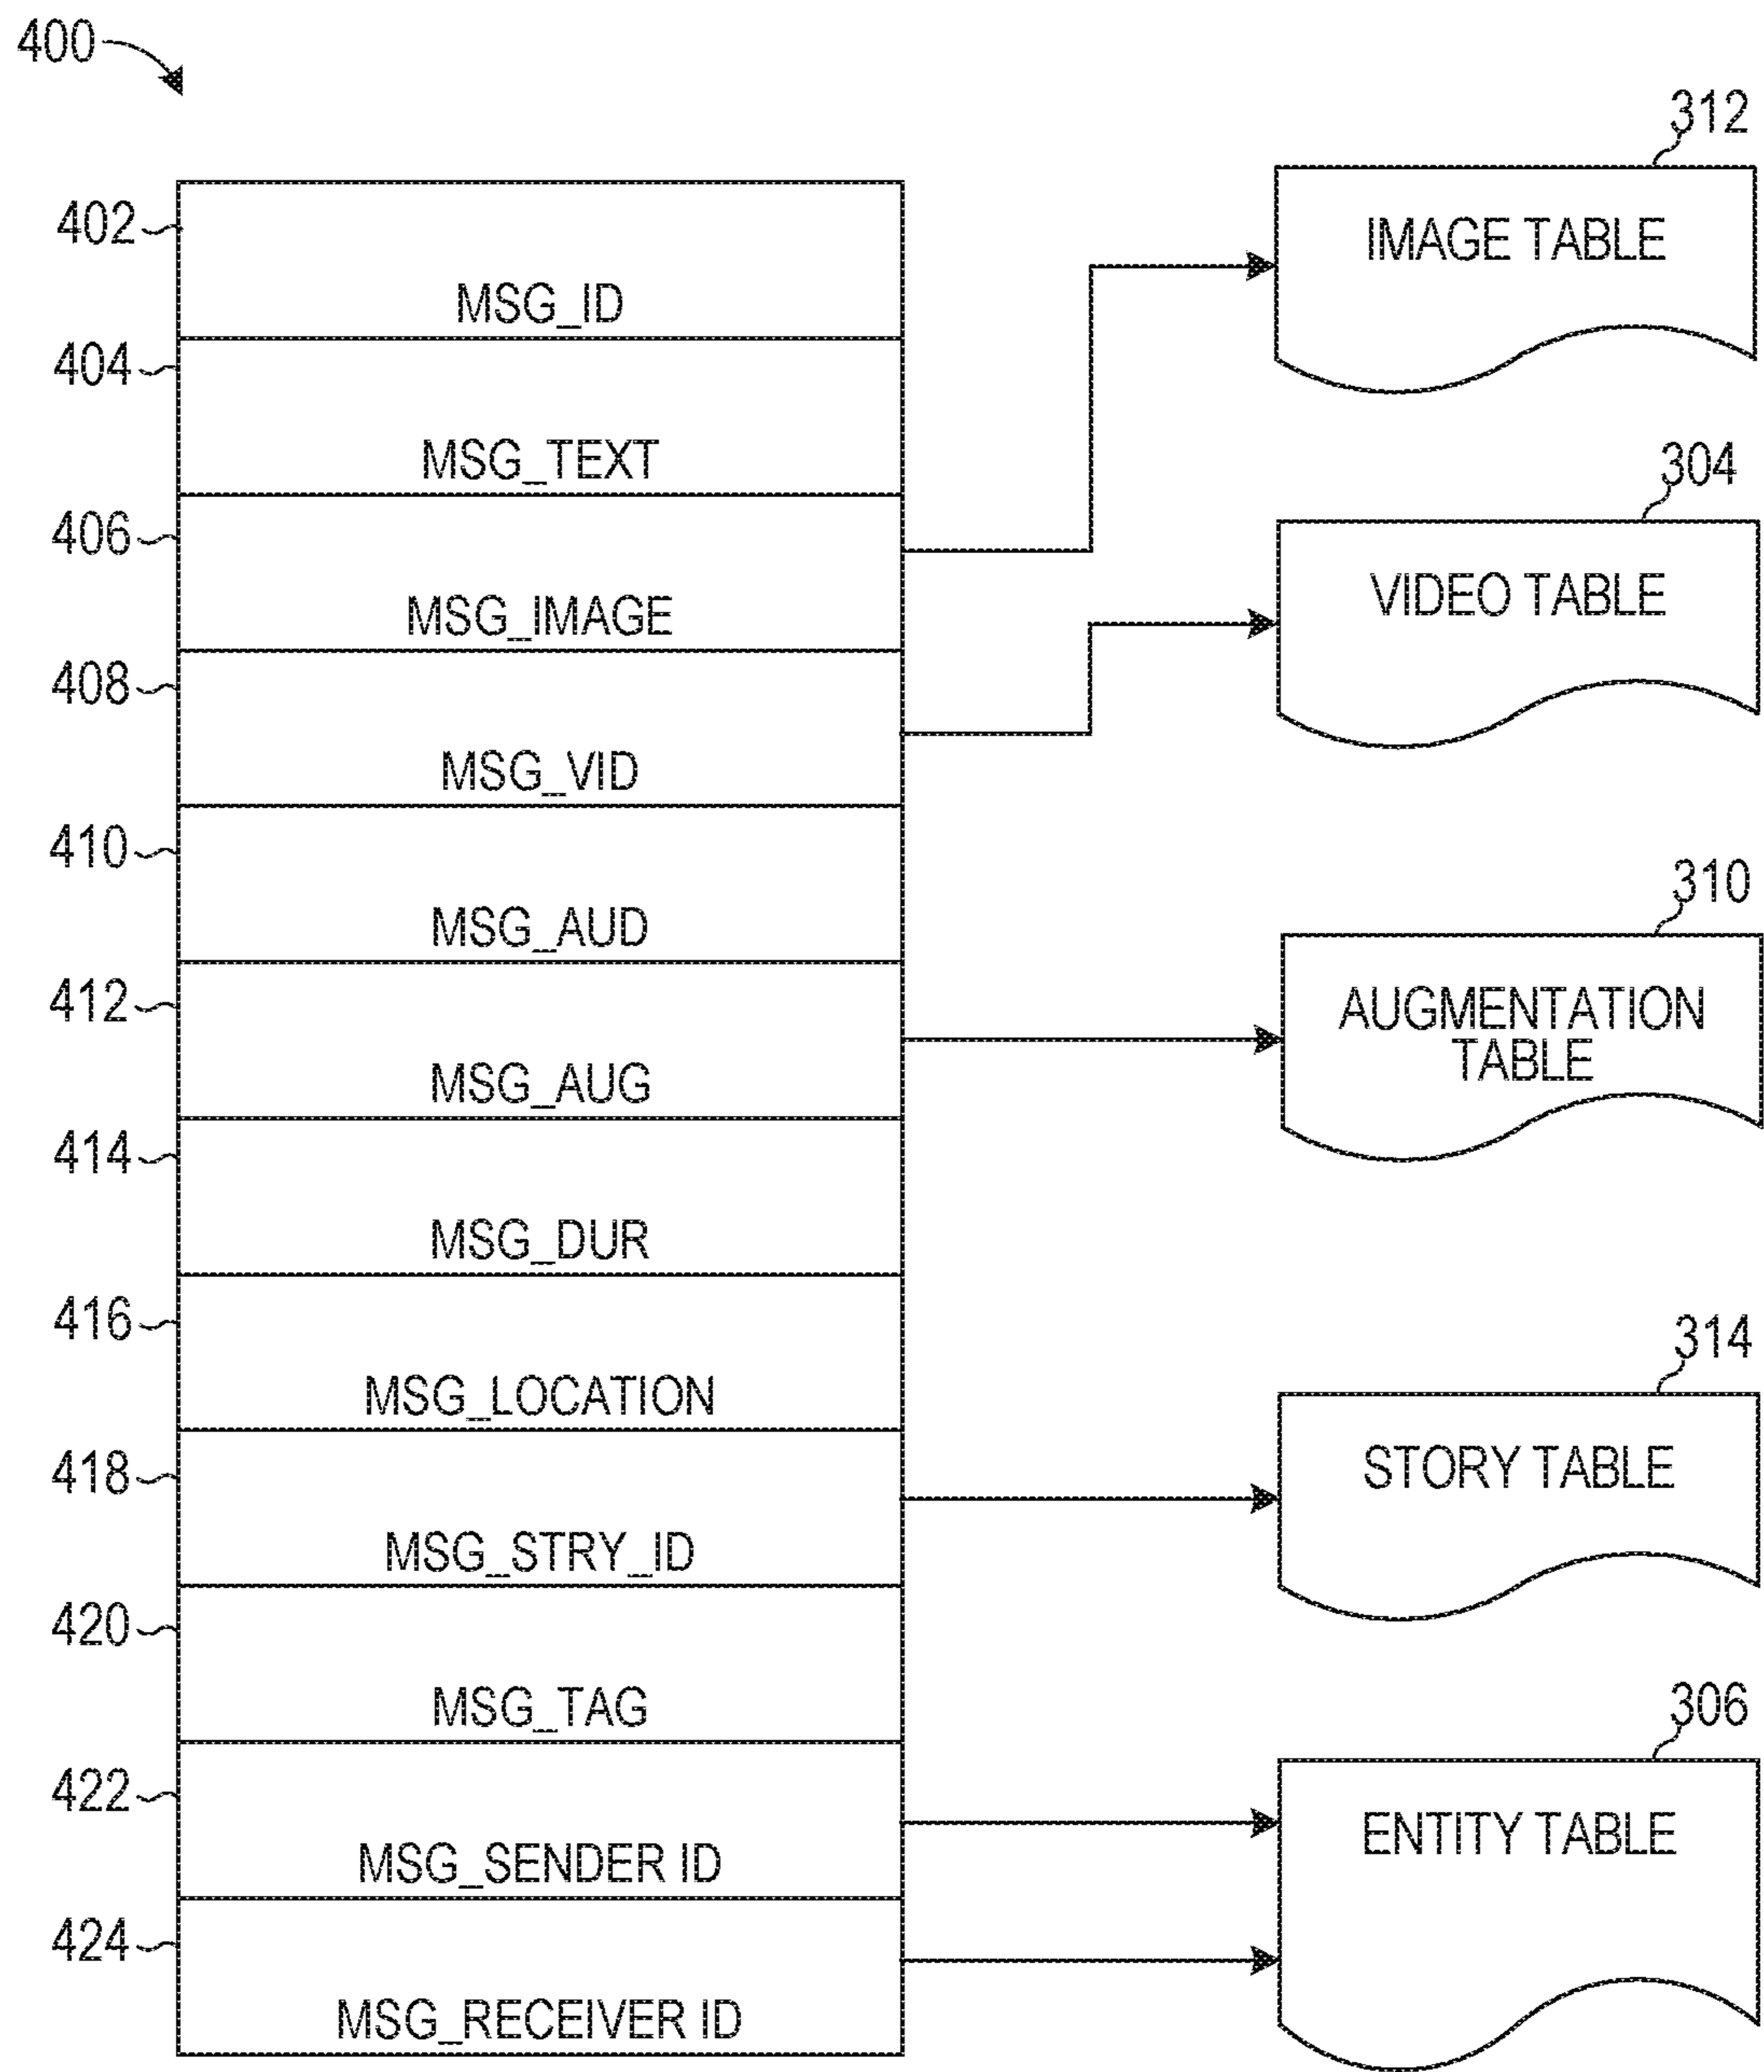 400
312
IMAGE TABLE
402
MSG_ID
404
MSG_TEXT
304
VIDEO TABLE
406
MSG_IMAGE
408
MSG_VID
410
MSG_AUD
310
AUGMENTATION
TABLE
412
MSG_AUG
414
MSG_DUR
416
MSG_LOCATION
314
STORY TABLE
418
MSG_STRY_ID
420
MSG_TAG
306
ENTITY TABLE
422
MSG_SENDER ID
424
MSG_RECEIVER ID